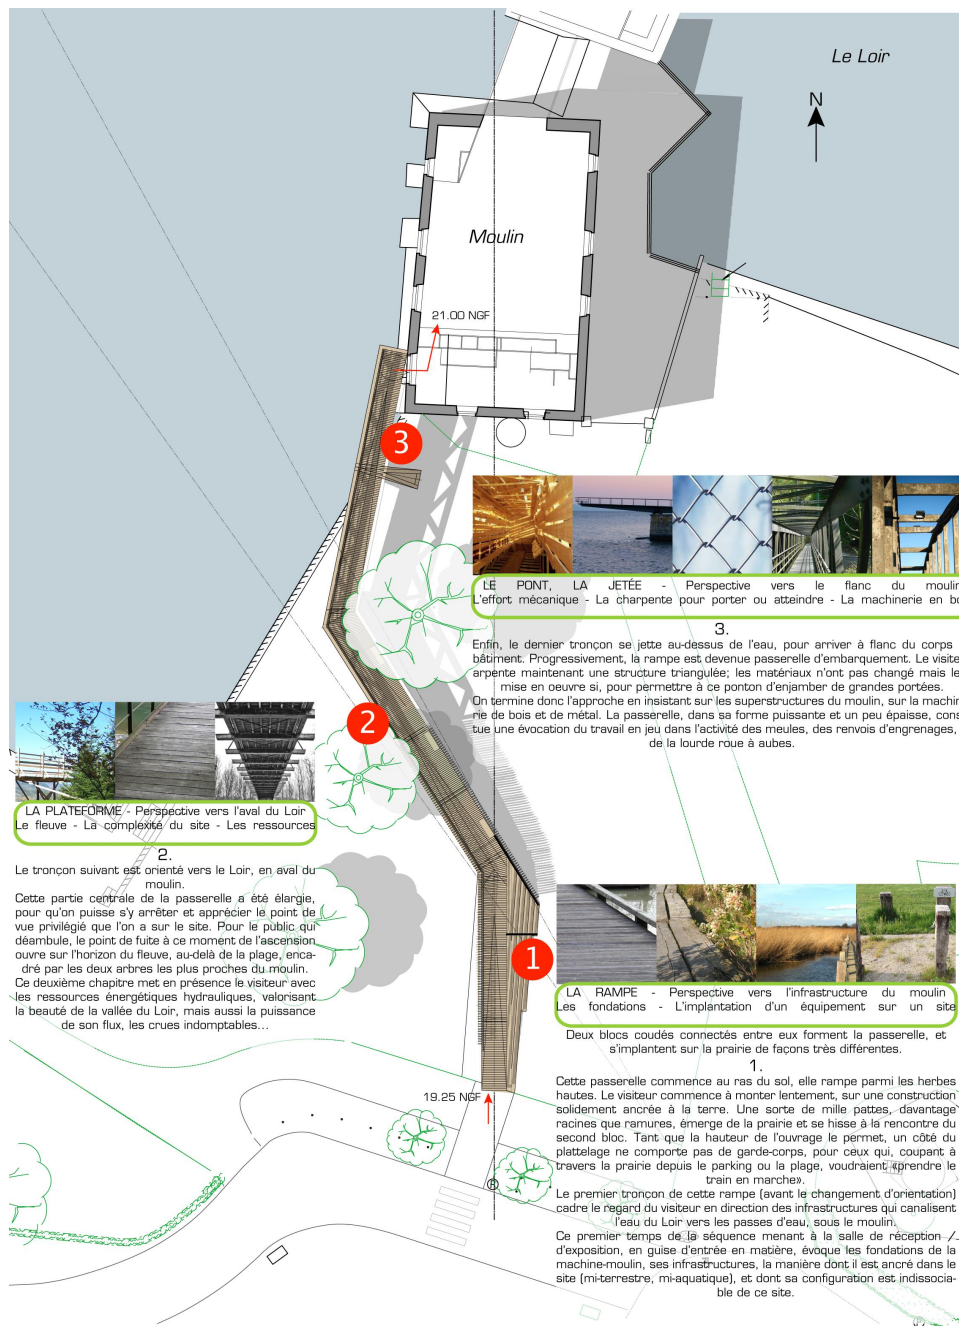 Le Loir
N
Moulin
21.00 NGF
3
LE PONT, LA JETÉE - Perspective vers le flanc du moulin
L'effort mécanique - La charpente pour porter ou atteindre - La machinerie en bo
3.
Enfin, le dernier tronçon se jette au-dessus de l'eau, pour arriver à flanc du corps
bâtiment. Progressivement, la rampe est devenue passerelle d'embarquement. Le visite
arpente maintenant une structure triangulée; les matériaux n'ont pas changé mais le
mise en oeuvre si, pour permettre à ce ponton d'enjamber de grandes portées.
On termine donc l'approche en insistant sur les superstructures du moulin, sur la machin
rie de bois et de métal. La passerelle, dans sa forme puissante et un peu épaisse, cons
tue une évocation du travail en jeu dans l'activité des meules, des renvois d'engrenages,
de la lourde roue à aubes.
2
LA PLATEFORME - Perspective vers l'aval du Loir
Le fleuve - La complexité du site - Les ressources
2.
Le tronçon suivant est orienté vers le Loir, en aval du
moulin.
Cette partie centrale de la passerelle a été élargie,
pour qu'on puisse s'y arrêter et apprécier le point de
vue privilégié que l'on a sur le site. Pour le public qui
déambule, le point de fuite à ce moment de l'ascension
ouvre sur l'horizon du fleuve, au-delà de la plage, enca-
dré par les deux arbres les plus proches du moulin.
Ce deuxième chapitre met en présence le visiteur avec
les ressources énergétiques hydrauliques, valorisant
la beauté de la vallée du Loir, mais aussi la puissance
de son flux, les crues indomptables...
1
LA RAMPE - Perspective vers l'infrastructure du moulin
Les fondations - L'implantation d'un équipement sur un site
Deux blocs coudés connectés entre eux forment la passerelle, et
s'implantent sur la prairie de façons très différentes.
1.
Cette passerelle commence au ras du sol, elle rampe parmi les herbes
hautes. Le visiteur commence à monter lentement, sur une construction
solidement ancrée à la terre. Une sorte de mille pattes, davantage
racines que ramures, émerge de la prairie et se hisse à la rencontre du
second bloc. Tant que la hauteur de l'ouvrage le permet, un côté du
plattelage ne comporte pas de garde-corps, pour ceux qui, coupant à
travers la prairie depuis le parking ou la plage, voudraient «prendre le
train en marche».
Le premier tronçon de cette rampe (avant le changement d'orientation)
cadre le regard du visiteur en direction des infrastructures qui canalisent
l'eau du Loir vers les passes d'eau, sous le moulin.
Ce premier temps de la séquence menant à la salle de réception /
d'exposition, en guise d'entrée en matière, évoque les fondations de la
machine-moulin, ses infrastructures, la manière dont il est ancré dans le
site (mi-terrestre, mi-aquatique), et dont sa configuration est indissocia-
ble de ce site.
19.25 NGF